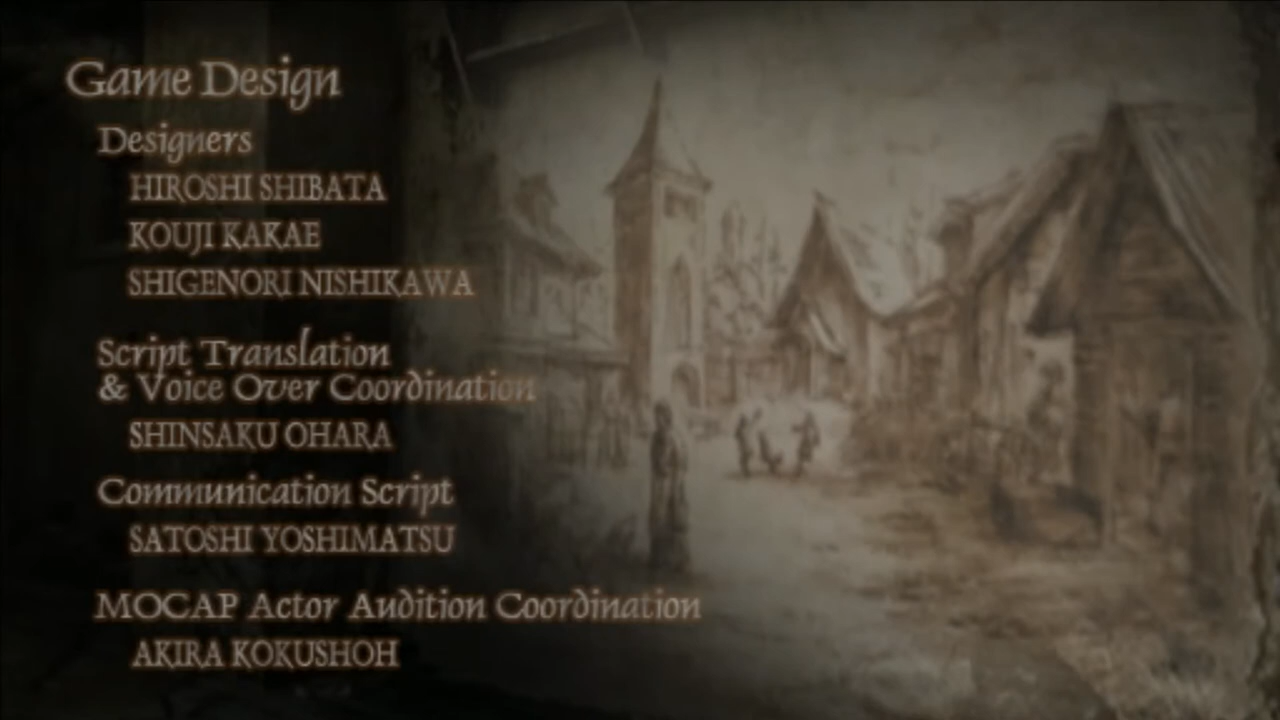 Game Design
Designers
HIROSHI SHIBATA
KOUJI KAKAE
SHIGENORI NISHIKAWA
Script Translation
& Voice Over Coordination
SHINSAKU OHARA
Communication Script
SATOSHI YOSHIMATSU
MOCAP Actor Audition Coordination
AKIRA KOKUSHOH